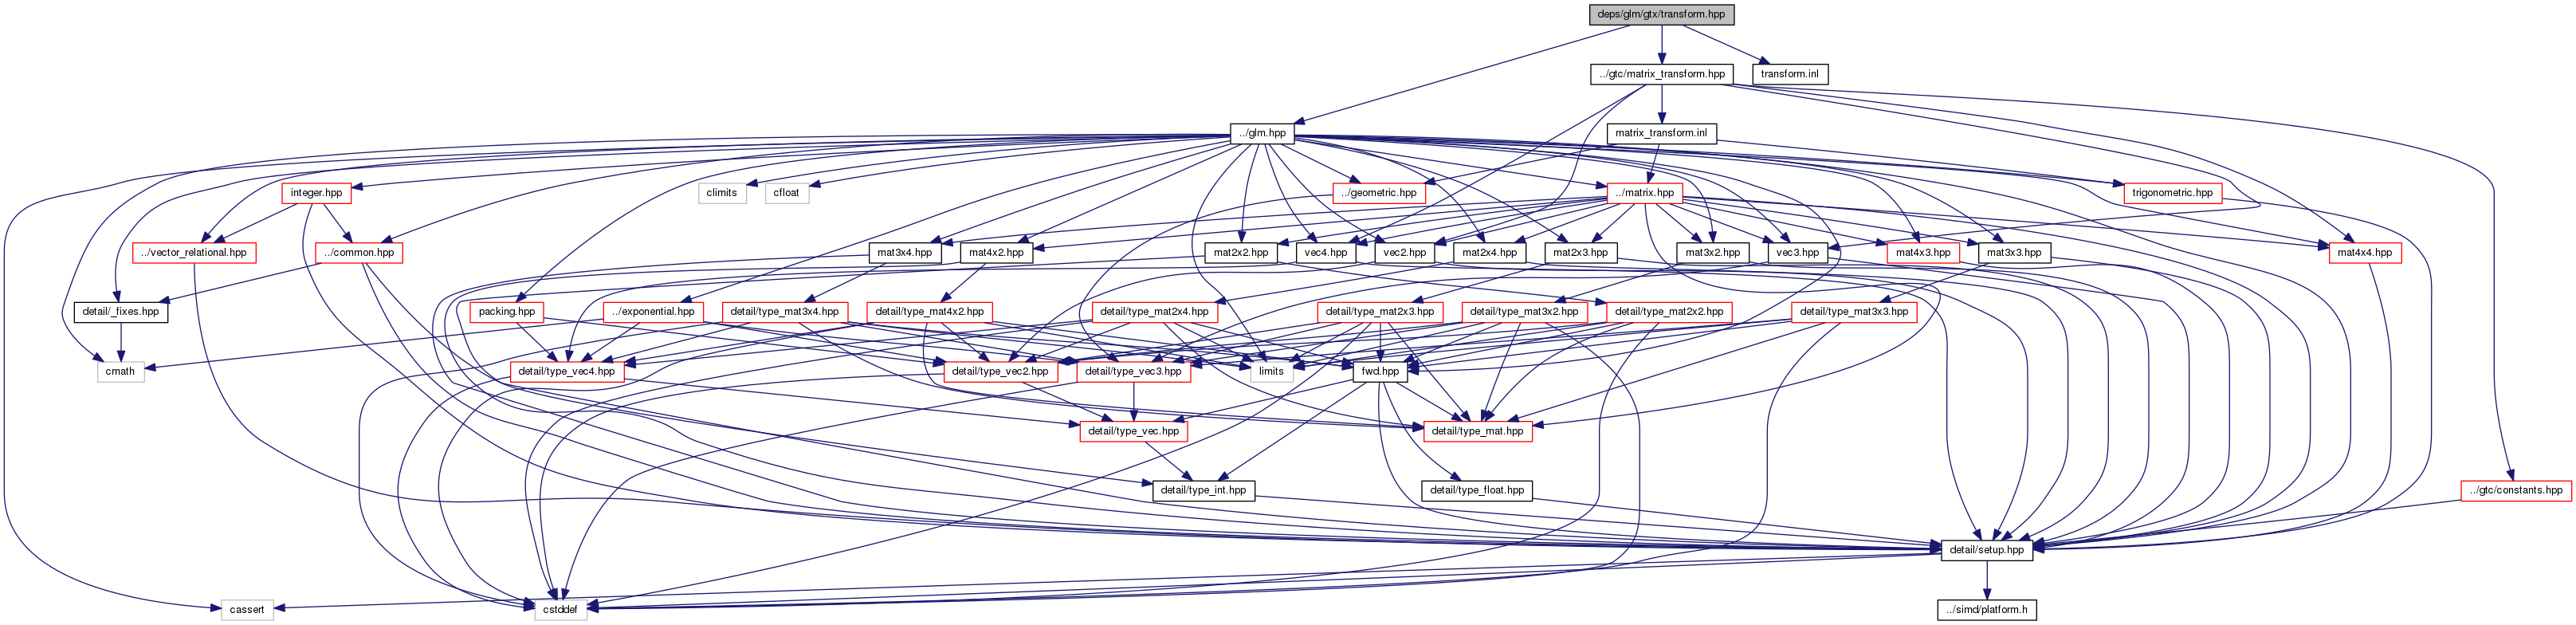 deps/glm/gtx/transform.hpp
../gtc/matrix_transform.hpp
transform.inl
../glm.hpp
matrix_transform.inl
integer.hpp
climits
cfloat
../geometric.hpp
../matrix.hpp
trigonometric.hpp
../vector_relational.hpp
../common.hpp
mat3x4.hpp
mat4x2.hpp
mat2x2.hpp
vec4.hpp
vec2.hpp
mat2x4.hpp
mat2x3.hpp
mat3x2.hpp
vec3.hpp
mat4x3.hpp
mat3x3.hpp
mat4x4.hpp
detail/_fixes.hpp
packing.hpp
../exponential.hpp
detail/type_mat3x4.hpp
detail/type_mat4x2.hpp
detail/type_mat2x4.hpp
detail/type_mat2x3.hpp
detail/type_mat3x2.hpp
detail/type_mat2x2.hpp
detail/type_mat3x3.hpp
cmath
detail/type_vec4.hpp
detail/type_vec2.hpp
detail/type_vec3.hpp
limits
fwd.hpp
detail/type_vec.hpp
detail/type_mat.hpp
detail/type_int.hpp
detail/type_float.hpp
../gtc/constants.hpp
detail/setup.hpp
cassert
cstddef
../simd/platform.h